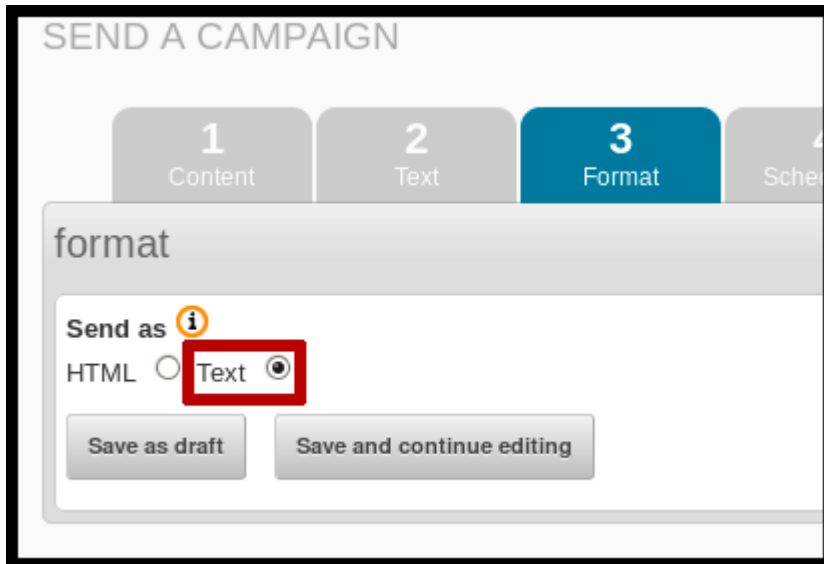 SEND A CAMPAIGN
1
Content
2
Text
3
Format
format
Send as i
HTML Text
Save as draft
Save and continue editing